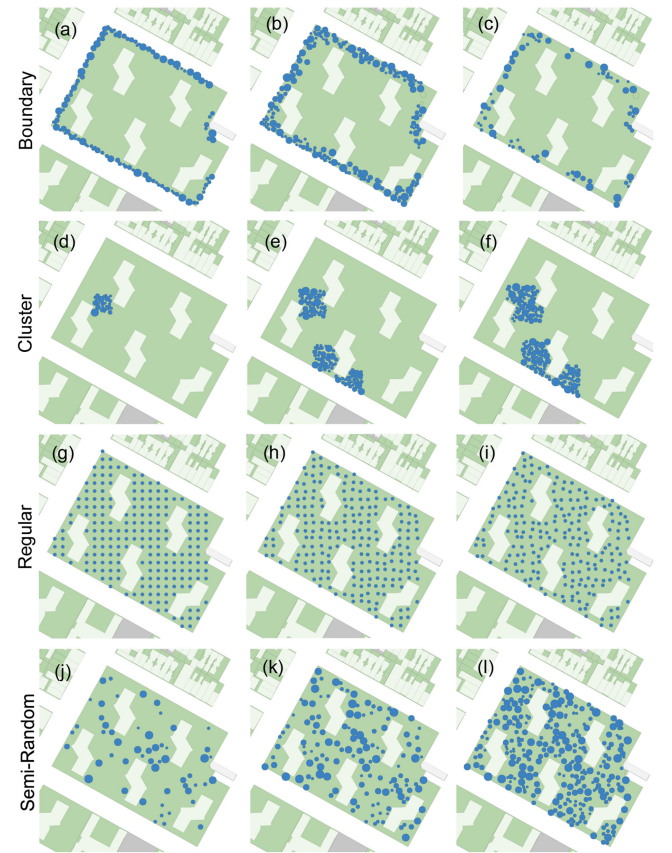 Boundary
(a)
(b)
(c)
Cluster
(d)
(e)
(f)
Regular
(g)
(h)
(i)
Semi-Random
(j)
(k)
(l)